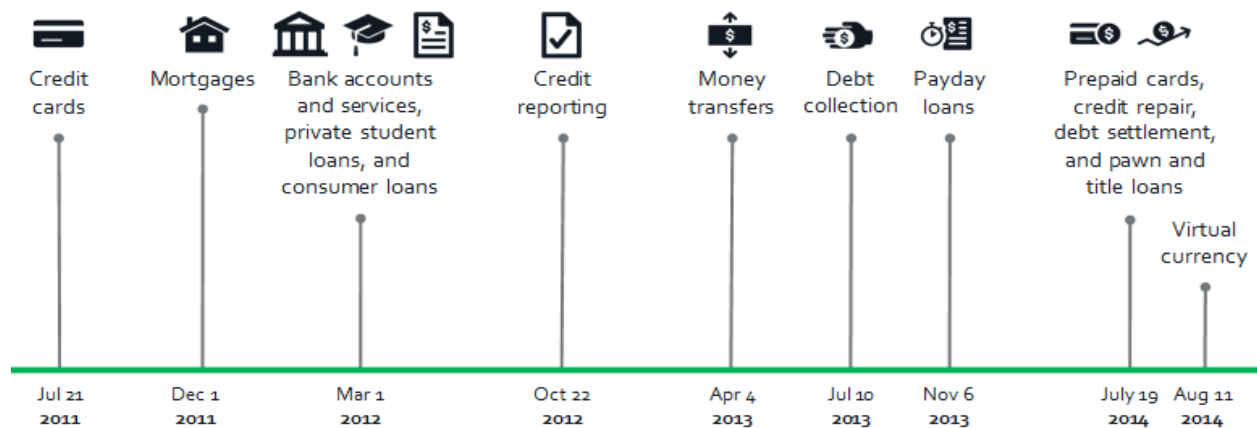 Credit
cards
Mortgages
Bank accounts
and services,
private student
loans, and
consumer loans
Credit
reporting
Money
transfers
Debt
collection
Payday
loans
Prepaid cards,
credit repair,
debt settlement,
and pawn and
title loans
Virtual
currency
Jul 21
2011
Dec 1
2011
Mar 1
2012
Oct 22
2012
Apr 4
2013
Jul 10
2013
Nov 6
2013
July 19
2014
Aug 11
2014